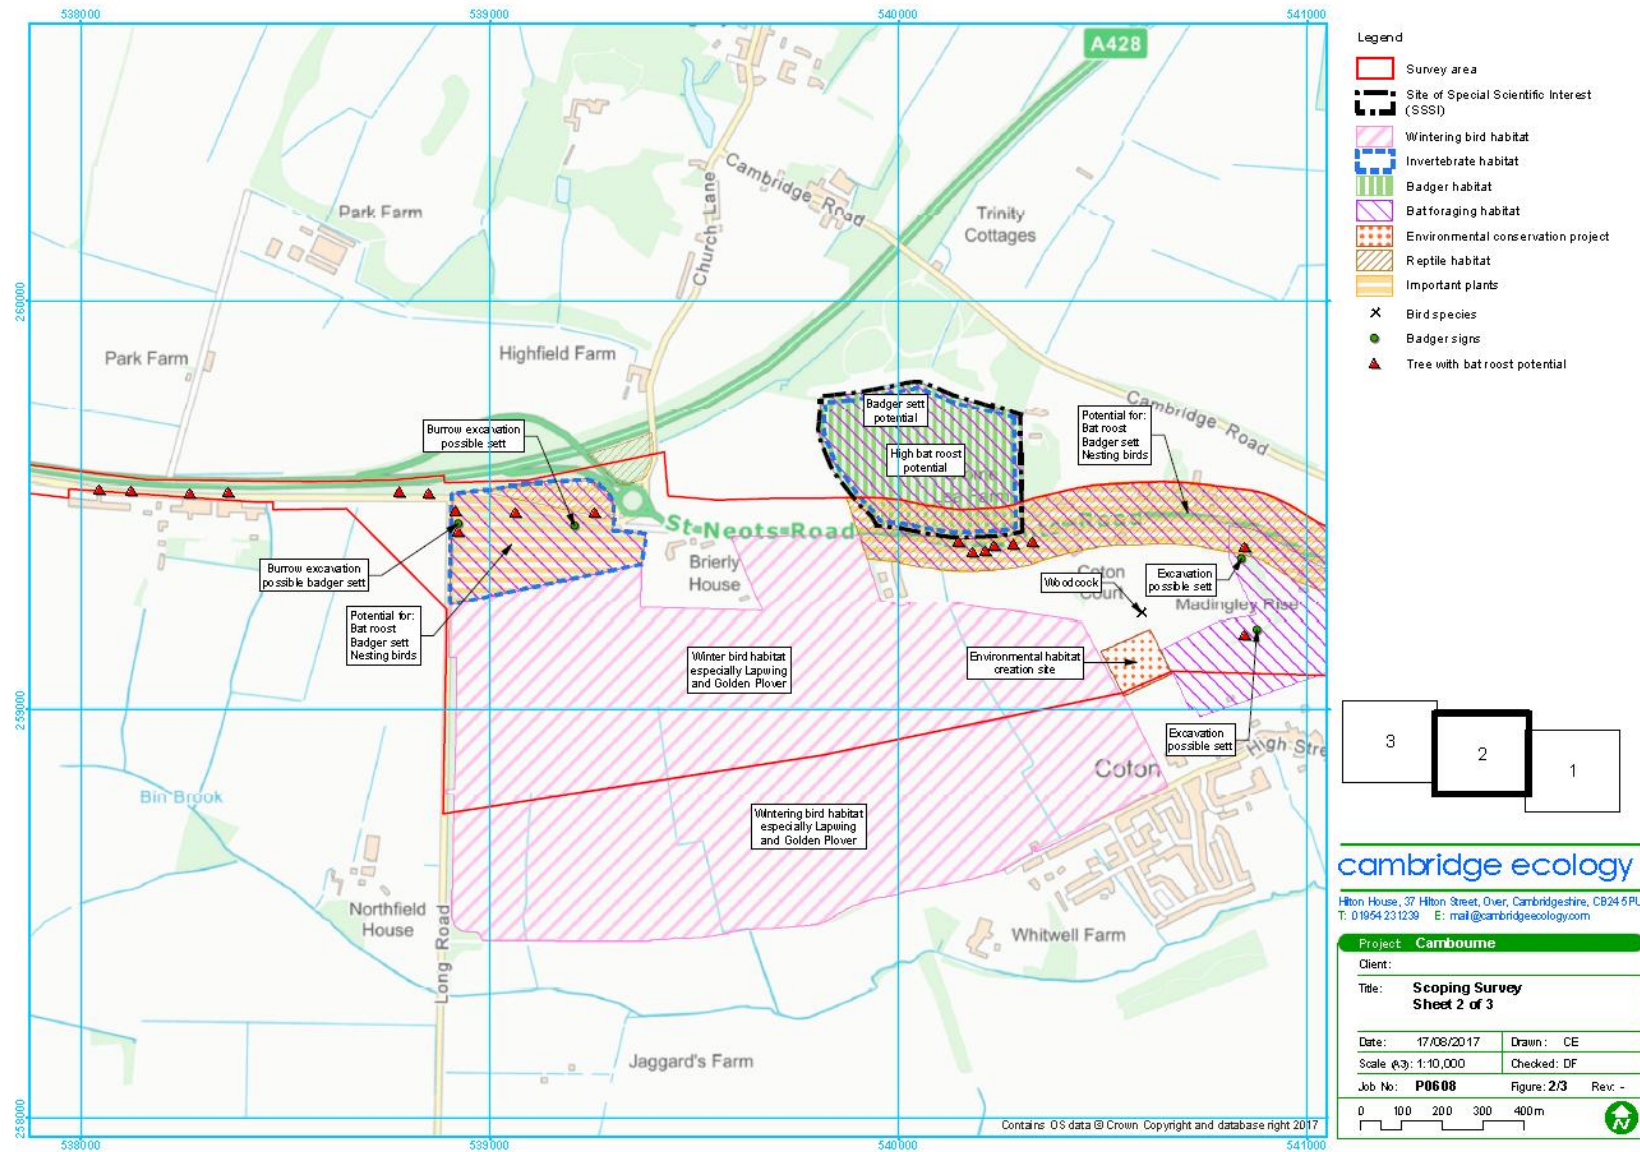 538000
539000
540000
541000
A428
Cambridge Road
Church Lane
Park Farm
Trinity
Cottages
260000
Park Farm
Highfield Farm
Cambridge Road
Badger sett
potential
Potential for:
Bat roost
Badger sett
Nesting birds
Burrow excavation
possible sett
High bat roost
potential
St Neots Road
Brierly
House
Burrow excavation
possible badger sett
Woodcock
Coton
Court
Excavation
possible sett
Madingley Rise
Potential for:
Bat roost
Badger sett
Nesting birds
Winter bird habitat
especially Lapwing
and Golden Plover
Environmental habitat
creation site
259000
Excavation
possible sett
High Stre
Coton
Bin Brook
Wintering bird habitat
especially Lapwing
and Golden Plover
Northfield
House
Long Road
Whitwell Farm
Jaggard's Farm
258000
Contains OS data © Crown Copyright and database right 2017
538000
539000
540000
541000
Legend
Survey area
Site of Special Scientific Interest
(SSSI)
Wintering bird habitat
Invertebrate habitat
Badger habitat
Bat foraging habitat
Environmental conservation project
Reptile habitat
Important plants
Bird species
Badger signs
Tree with bat roost potential
3
2
1
cambridge ecology
Hilton House, 37 Hilton Street, Over, Cambridgeshire, CB24 5PU
T: 01954 231239 E: mail@cambridgeecology.com
Project Cambourne
Client:
Title: Scoping Survey
Sheet 2 of 3
Date: 17/08/2017 Drawn: CE
Scale (A3): 1:10,000 Checked: DF
Job No: P0608 Figure: 2/3 Rev: -
0 100 200 300 400m
N